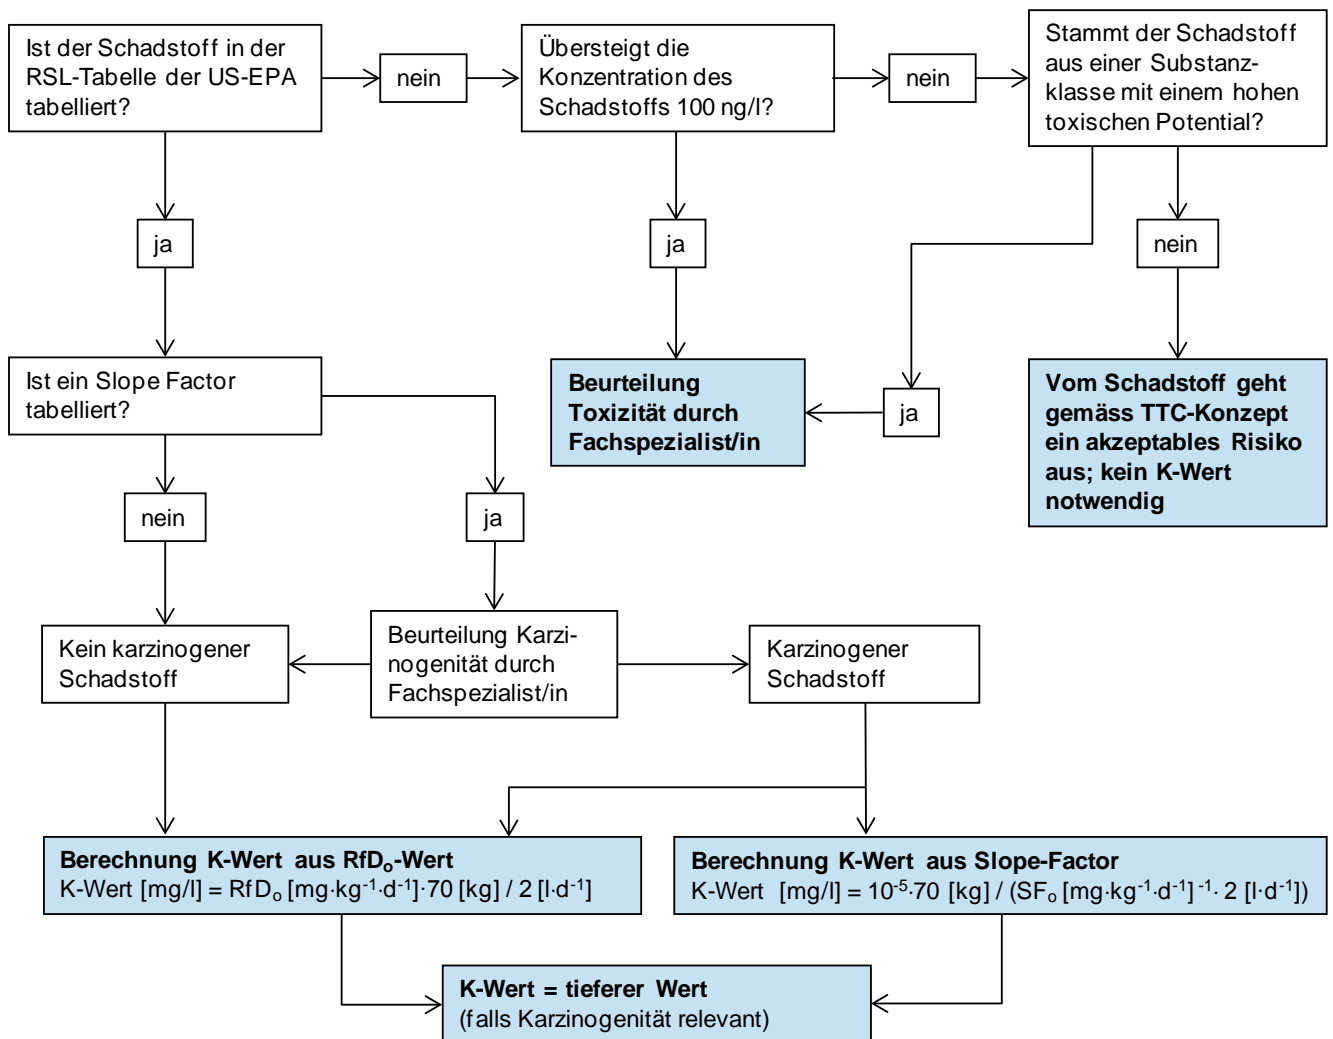 Ist der Schadstoff in der
RSL-Tabelle der US-EPA
tabelliert?
nein
Übersteigt die
Konzentration des
Schadstoffs 100 ng/l?
nein
Stammt der Schadstoff
aus einer Substanz-
klasse mit einem hohen
toxischen Potential?
ja
ja
nein
Ist ein Slope Factor
tabelliert?
Beurteilung
Toxizität durch
Fachspezialist/in
ja
Vom Schadstoff geht
gemäss TTC-Konzept
ein akzeptables Risiko
aus; kein K-Wert
notwendig
nein
ja
Kein karzinogener
Schadstoff
Beurteilung Karzi-
nogenität durch
Fachspezialist/in
Karzinogener
Schadstoff
Berechnung K-Wert aus RfDₒ-Wert
K-Wert [mg/l] = RfDₒ [mg·kg⁻¹·d⁻¹]·70 [kg] / 2 [l·d⁻¹]
Berechnung K-Wert aus Slope-Factor
K-Wert [mg/l] = 10⁻⁵·70 [kg] / (SFₒ [mg·kg⁻¹·d⁻¹]⁻¹· 2 [l·d⁻¹])
K-Wert = tieferer Wert
(falls Karzinogenität relevant)